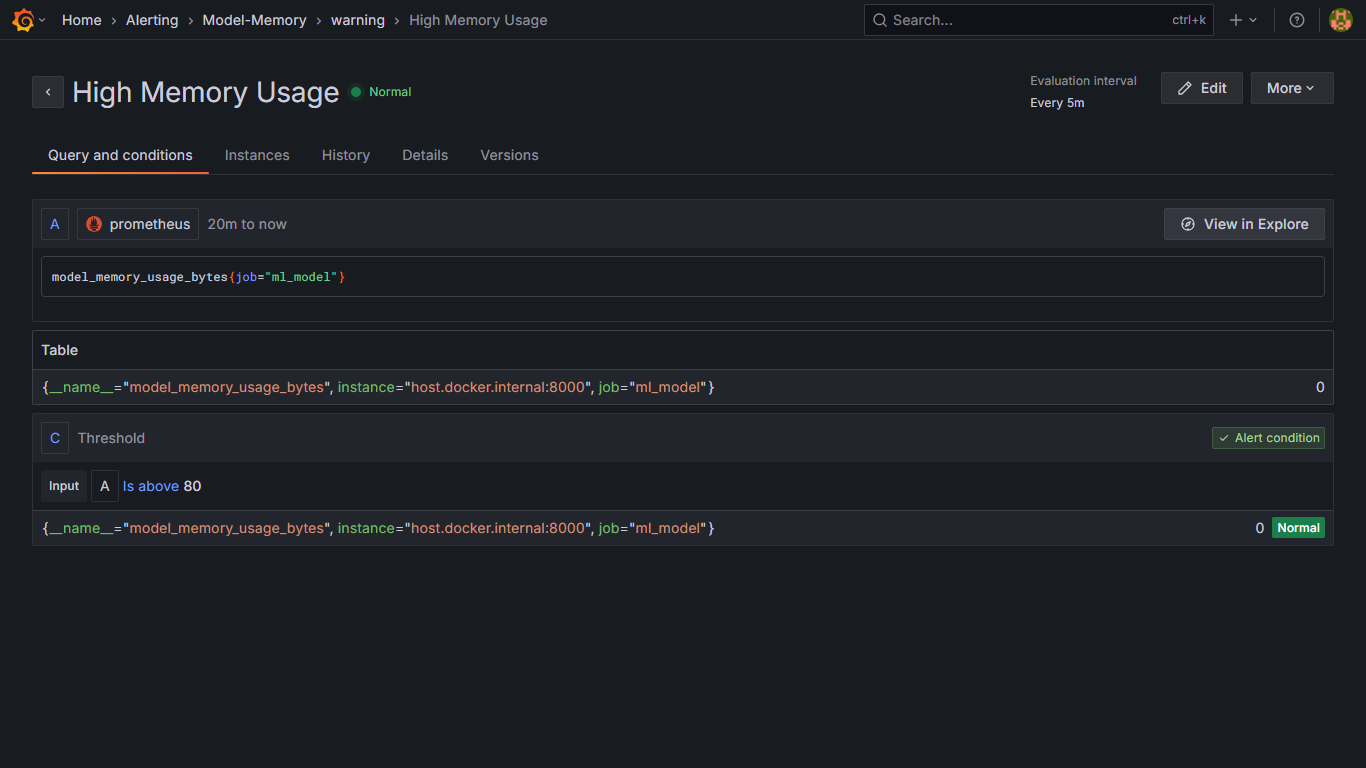 Home › Alerting › Model-Memory › warning › High Memory Usage Search... ctrl+k
High Memory Usage Normal
Evaluation interval
Every 5m
Edit
More
Query and conditions Instances History Details Versions
A prometheus 20m to now View in Explore
model_memory_usage_bytes{job="ml_model"}
Table
{__name__="model_memory_usage_bytes", instance="host.docker.internal:8000", job="ml_model"} 0
C Threshold Alert condition
Input A Is above 80
{__name__="model_memory_usage_bytes", instance="host.docker.internal:8000", job="ml_model"} 0 Normal